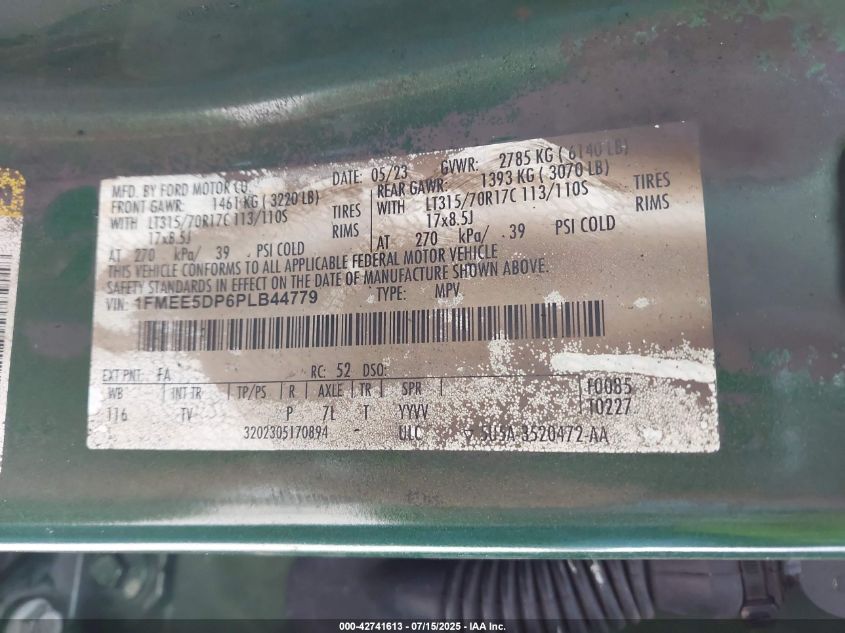 MFD. BY FORD MOTOR CO.
DATE: 05/23 GVWR: 2785 KG ( 6140 LB)
FRONT GAWR: 1461 KG ( 3220 LB)
WITH LT315/70R17C 113/110S TIRES
17x8.5J RIMS
AT 270 kPa/ 39 PSI COLD
REAR GAWR: 1393 KG ( 3070 LB)
WITH LT315/70R17C 113/110S TIRES
17x8.5J RIMS
AT 270 kPa/ 39 PSI COLD
THIS VEHICLE CONFORMS TO ALL APPLICABLE FEDERAL MOTOR VEHICLE
SAFETY STANDARDS IN EFFECT ON THE DATE OF MANUFACTURE SHOWN ABOVE.
VIN: 1FMEE5DP6PLB44779 TYPE: MPV
EXT PNT: FA RC: 52 DSO:
WB INT TR TP/PS R AXLE TR SPR
116 TV P 7L T YYVV
T0085
T0227
3202305170894 - ULC 5U5A-3520472-AA
000-42741613 - 07/15/2025 - IAA Inc.